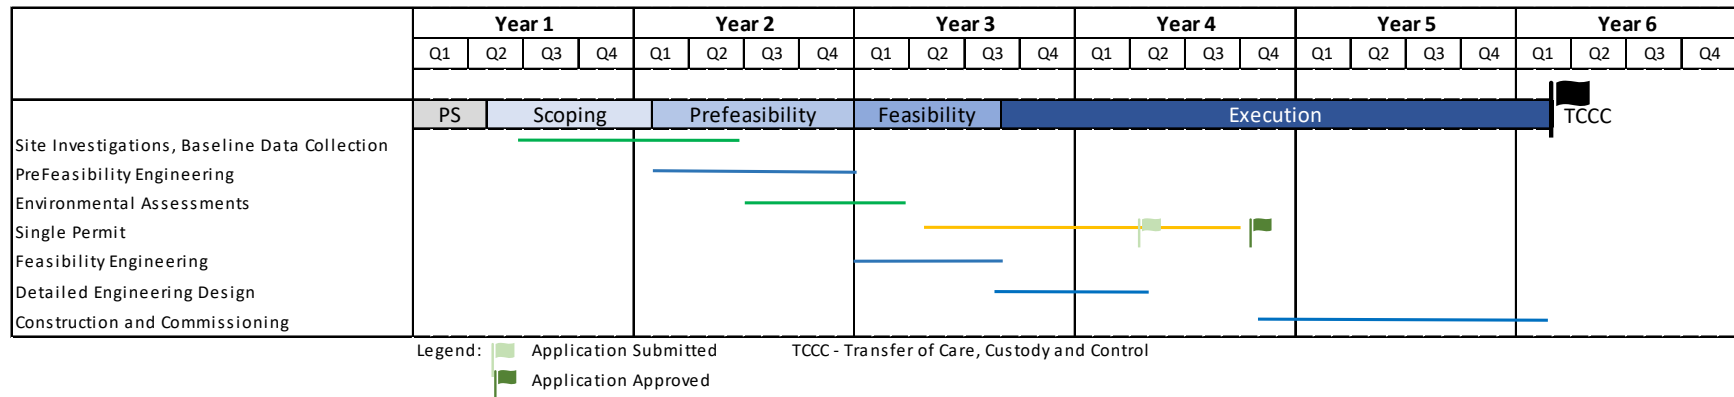 Year 1 Year 2 Year 3 Year 4 Year 5 Year 6
Q1 Q2 Q3 Q4 Q1 Q2 Q3 Q4 Q1 Q2 Q3 Q4 Q1 Q2 Q3 Q4 Q1 Q2 Q3 Q4 Q1 Q2 Q3 Q4
PS Scoping Prefeasibility Feasibility Execution TCCC
Site Investigations, Baseline Data Collection
PreFeasibility Engineering
Environmental Assessments
Single Permit
Feasibility Engineering
Detailed Engineering Design
Construction and Commissioning
Legend: Application Submitted TCCC - Transfer of Care, Custody and Control
Application Approved